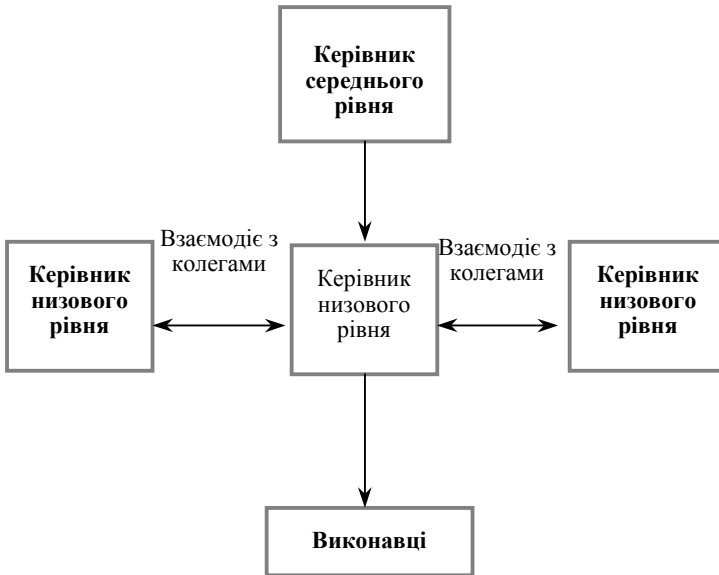 Керівник
середнього
рівня
Взаємодіє з
колегами
Взаємодіє з
колегами
Керівник
низового
рівня
Керівник
низового
рівня
Керівник
низового
рівня
Виконавці